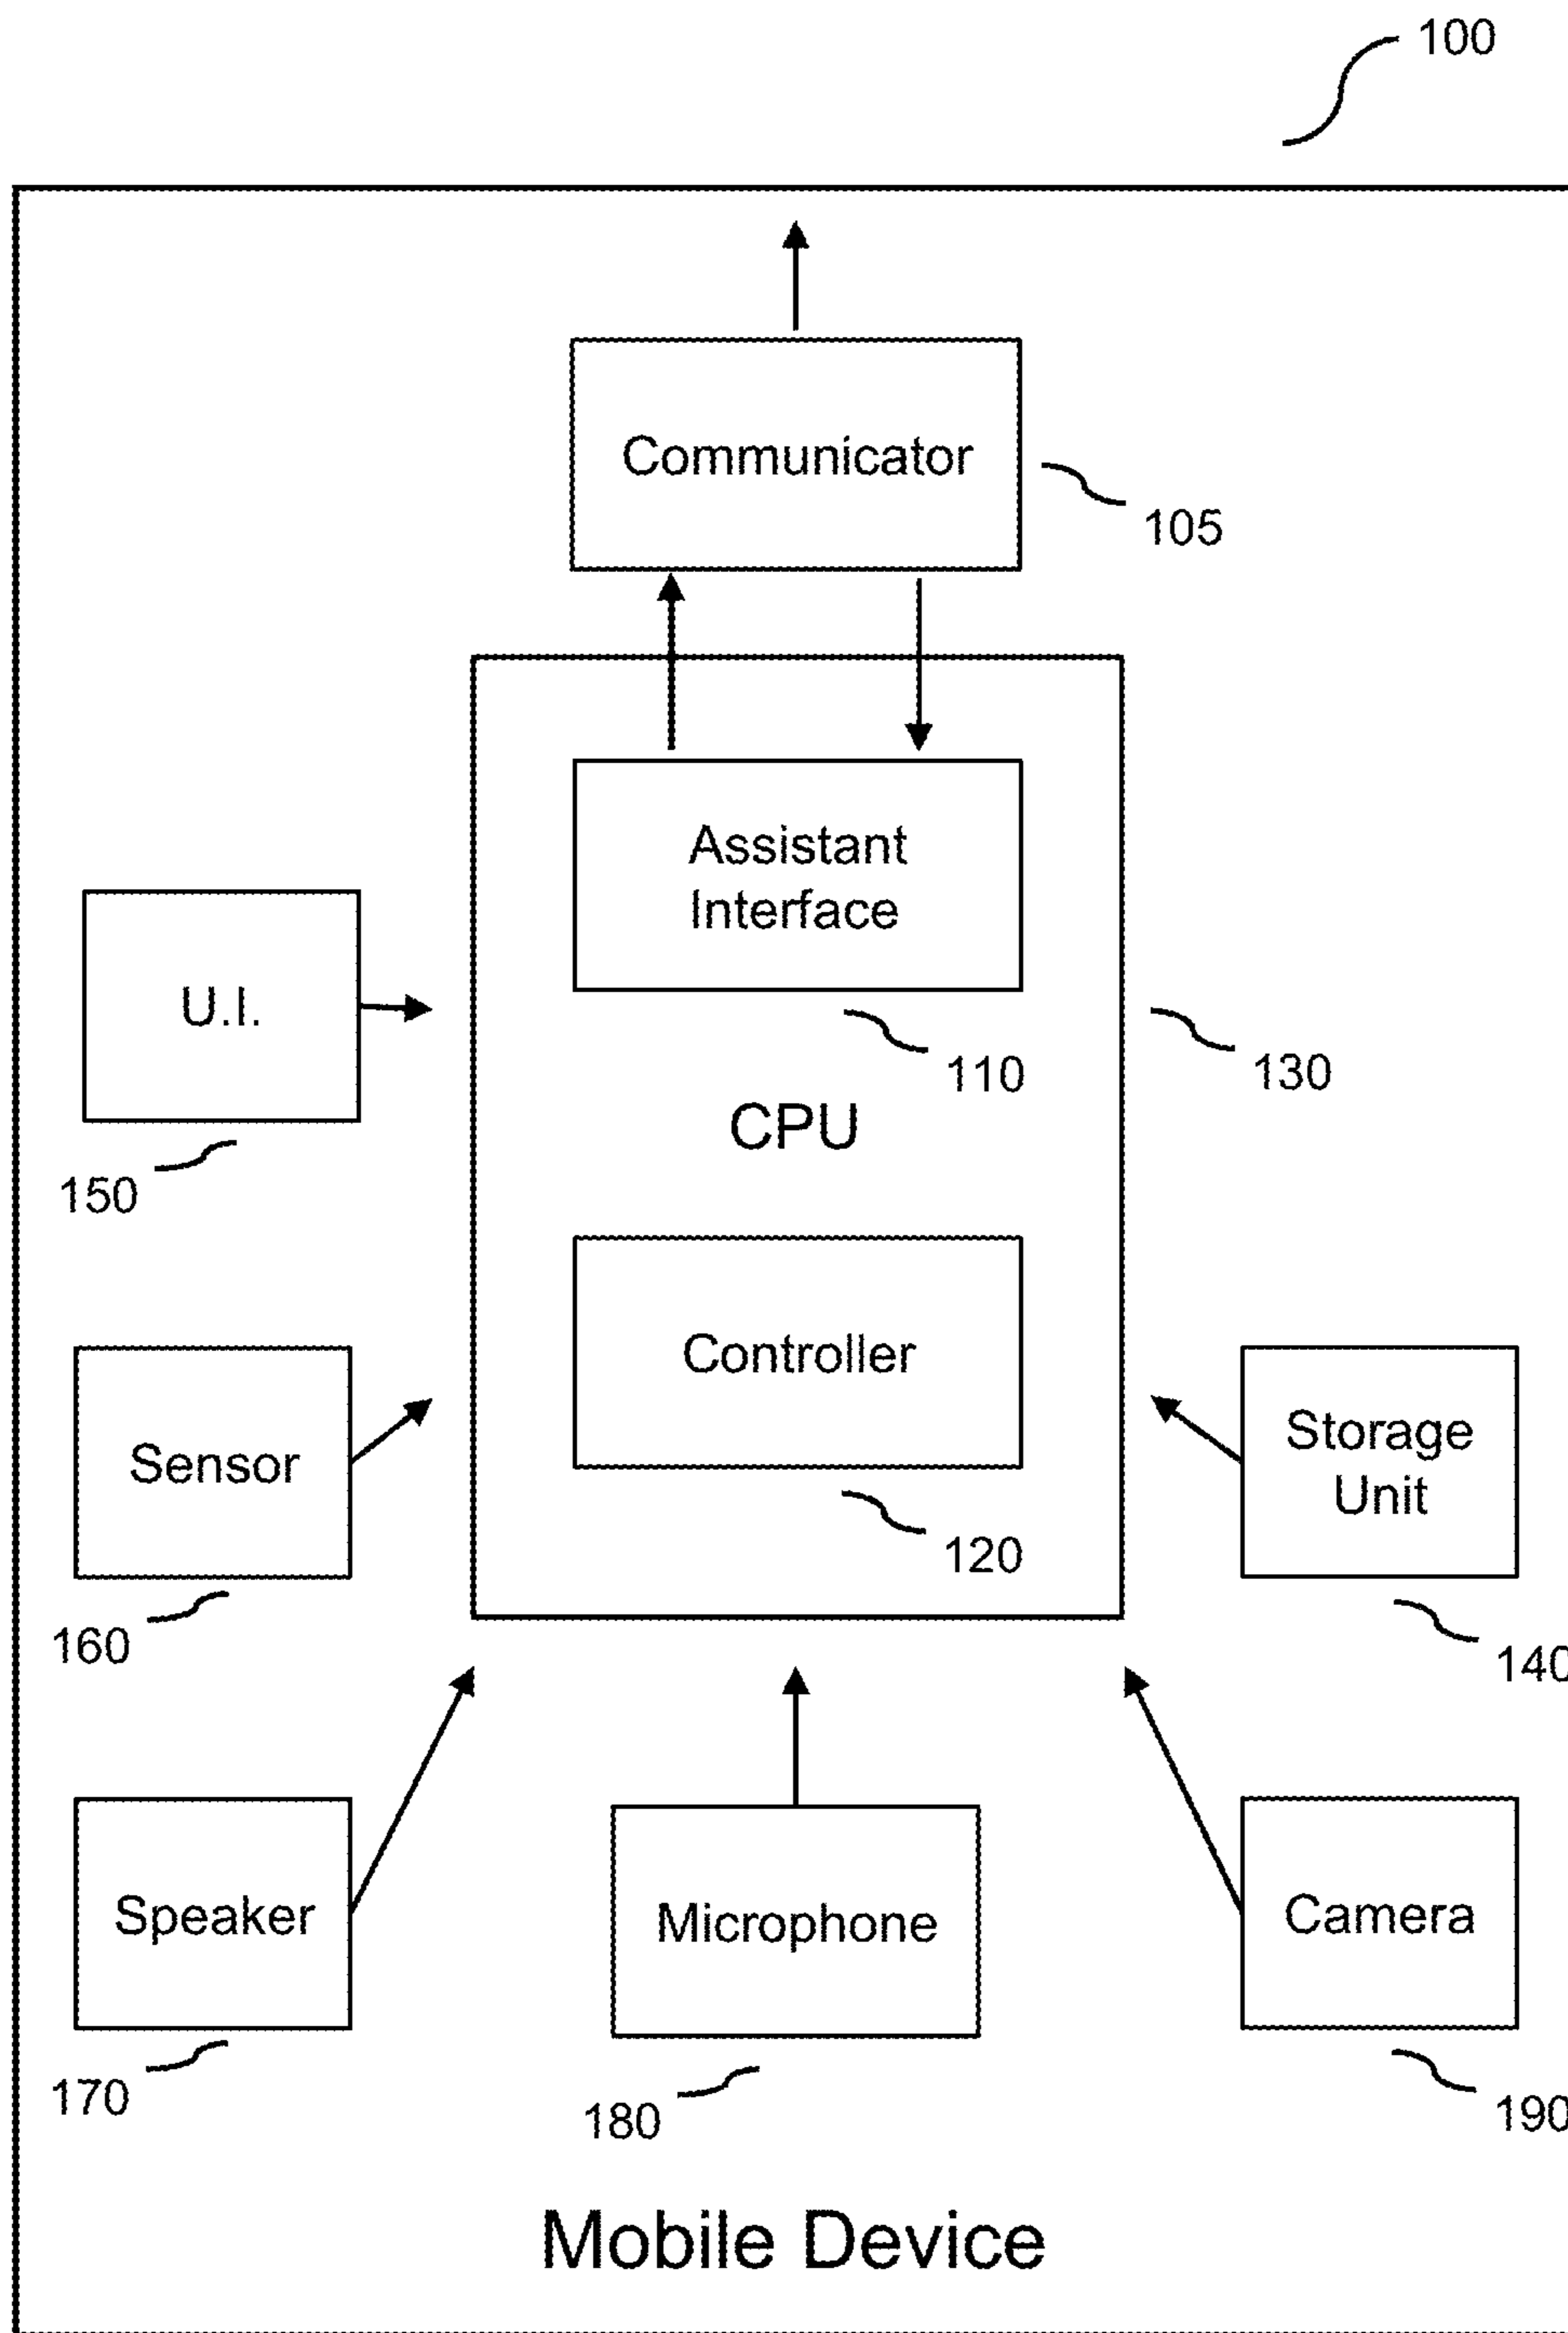 100
Communicator
105
Assistant
Interface
U.I.
110
130
CPU
150
Controller
Storage
Unit
Sensor
120
160
140
Speaker
Microphone
Camera
170
180
190
Mobile Device